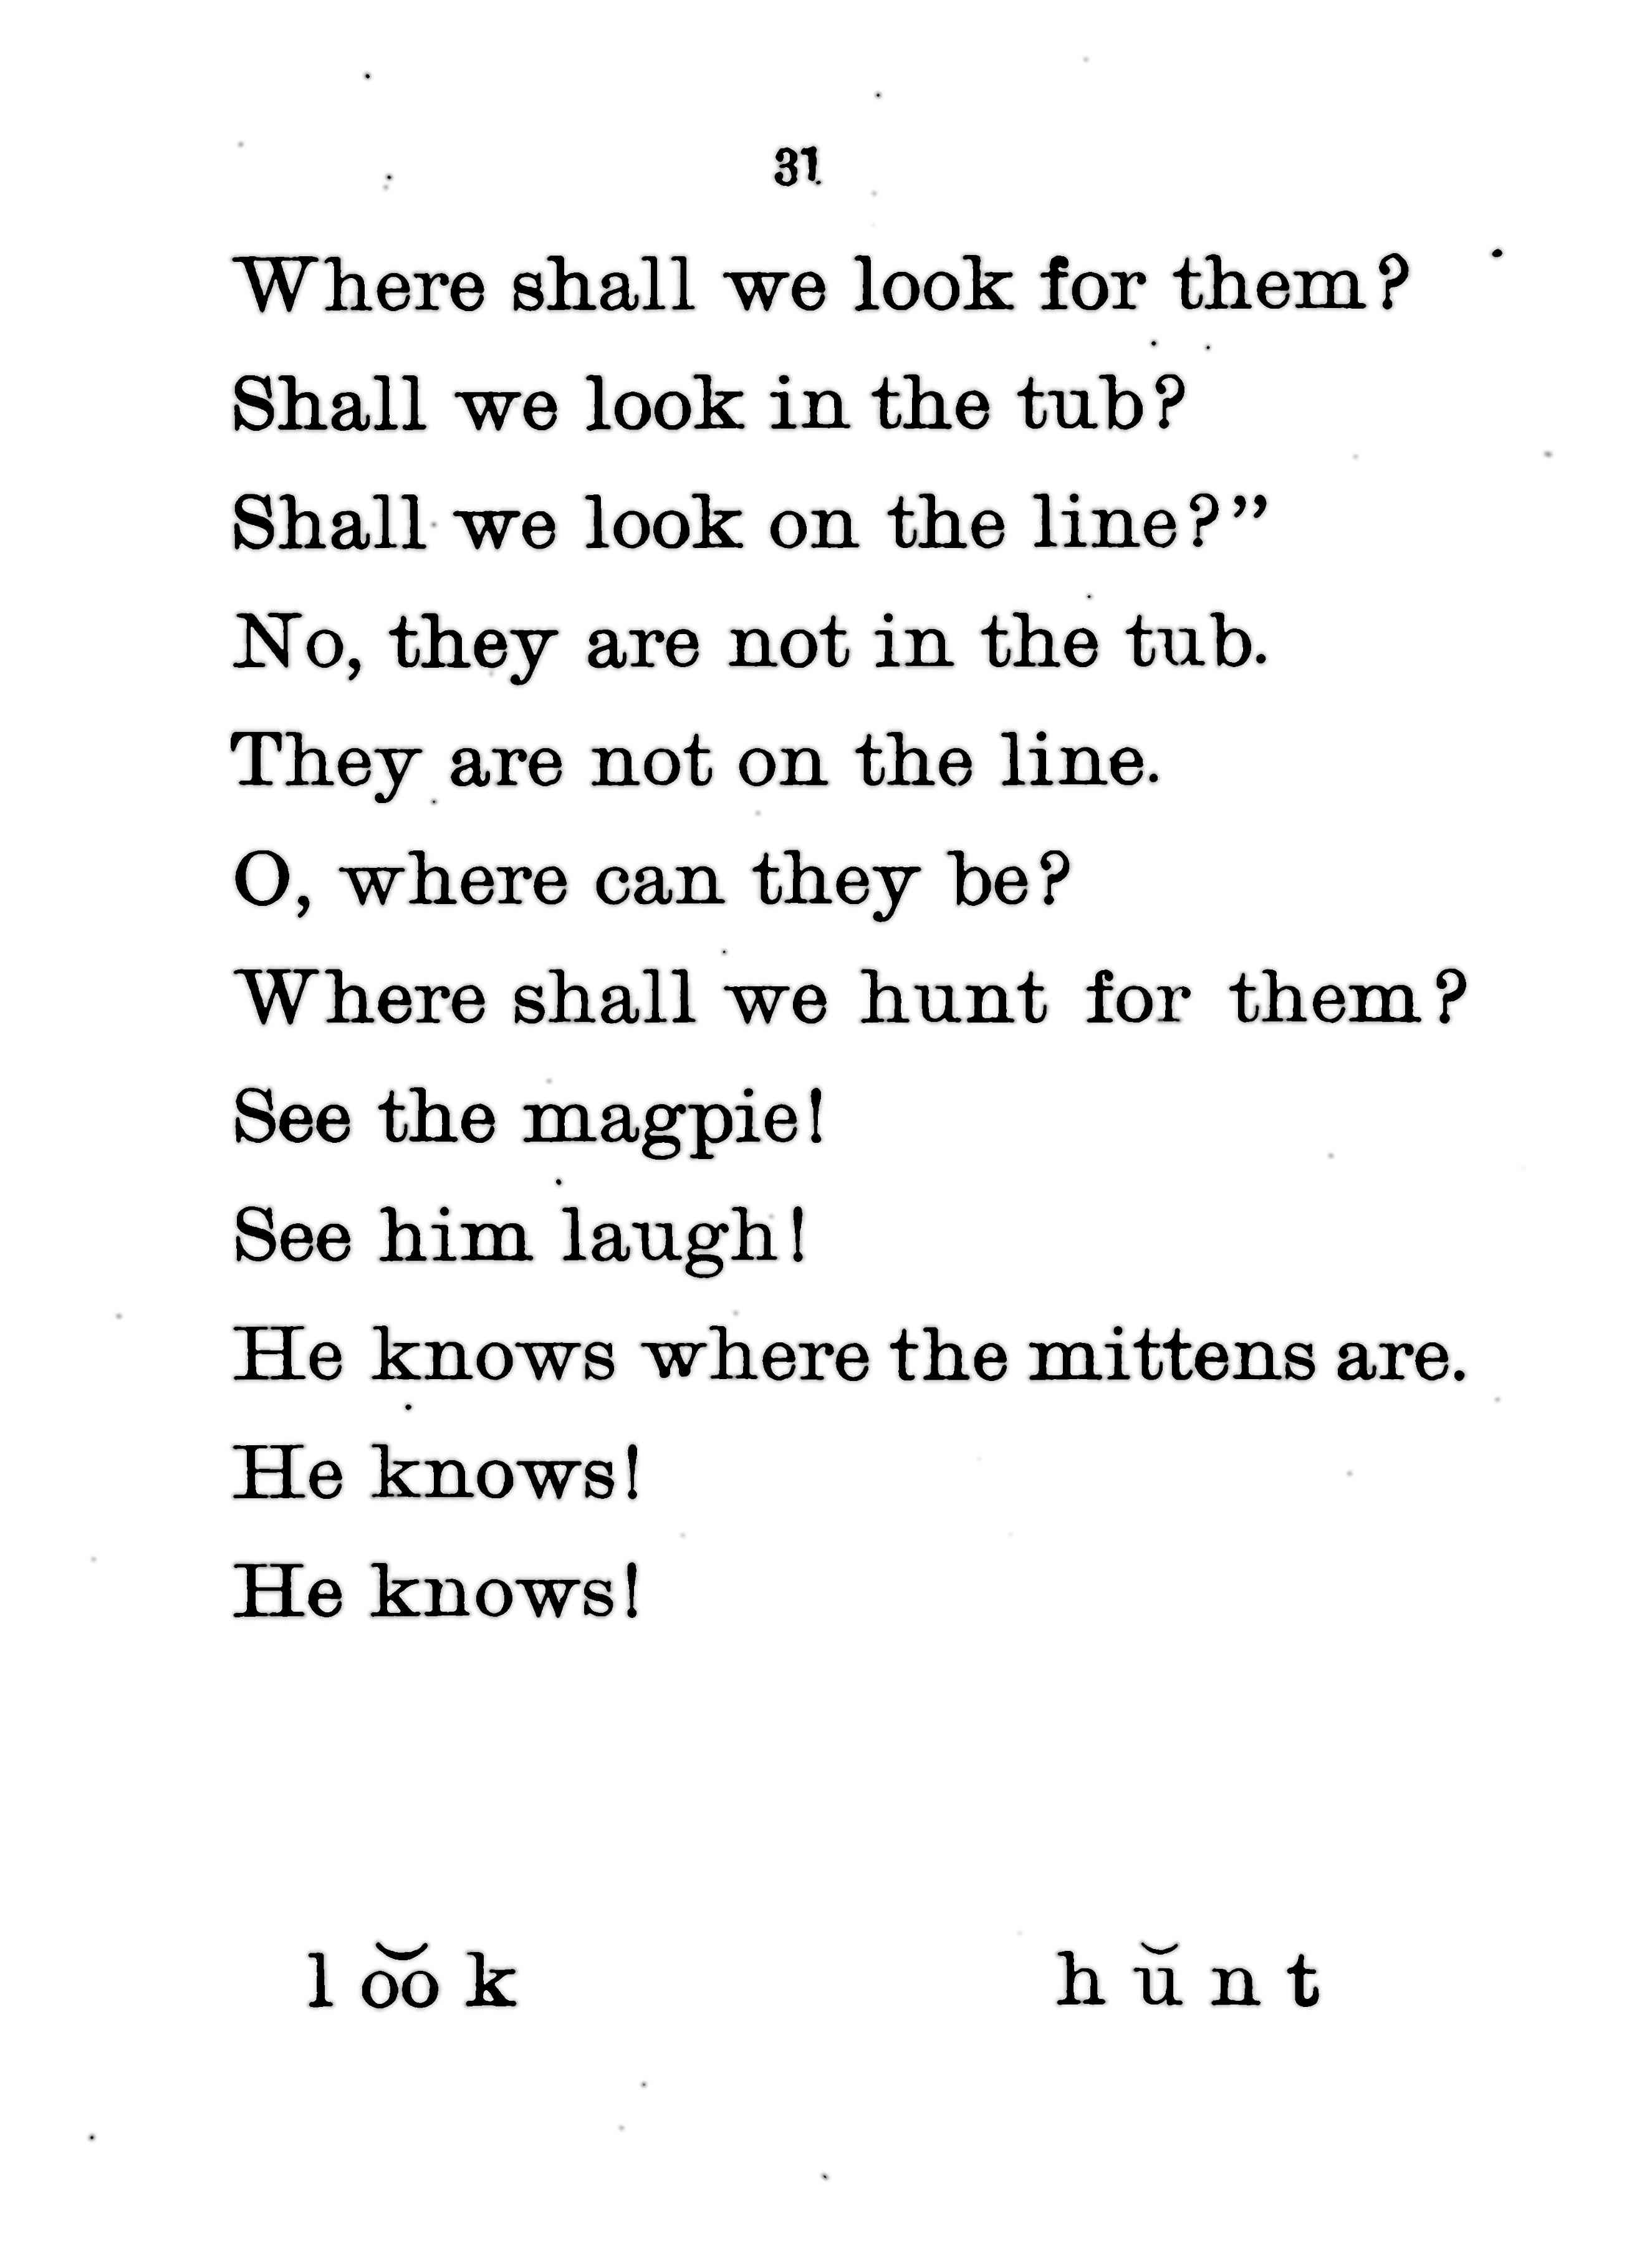 31
Where shall we look for them?
Shall we look in the tub?
Shall we look on the line?”
No, they are not in the tub.
They are not on the line.
O, where can they be?
Where shall we hunt for them?
See the magpie!
See him laugh!
He knows where the mittens are.
He knows!
He knows!
l o͝o k h ŭ n t